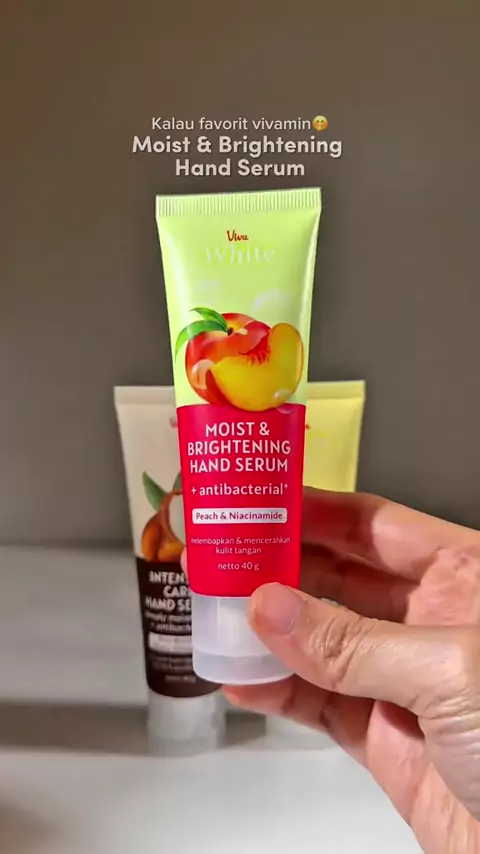 Kalau favorit vivamin🤭
Moist & Brightening
Hand Serum
Viva
White
MOIST &
BRIGHTENING
HAND SERUM
+ antibacterial*
Peach & Niacinamide
melembapkan & mencerahkan
kulit tangan
netto 40 g
INTEN
CAR
HAND SE